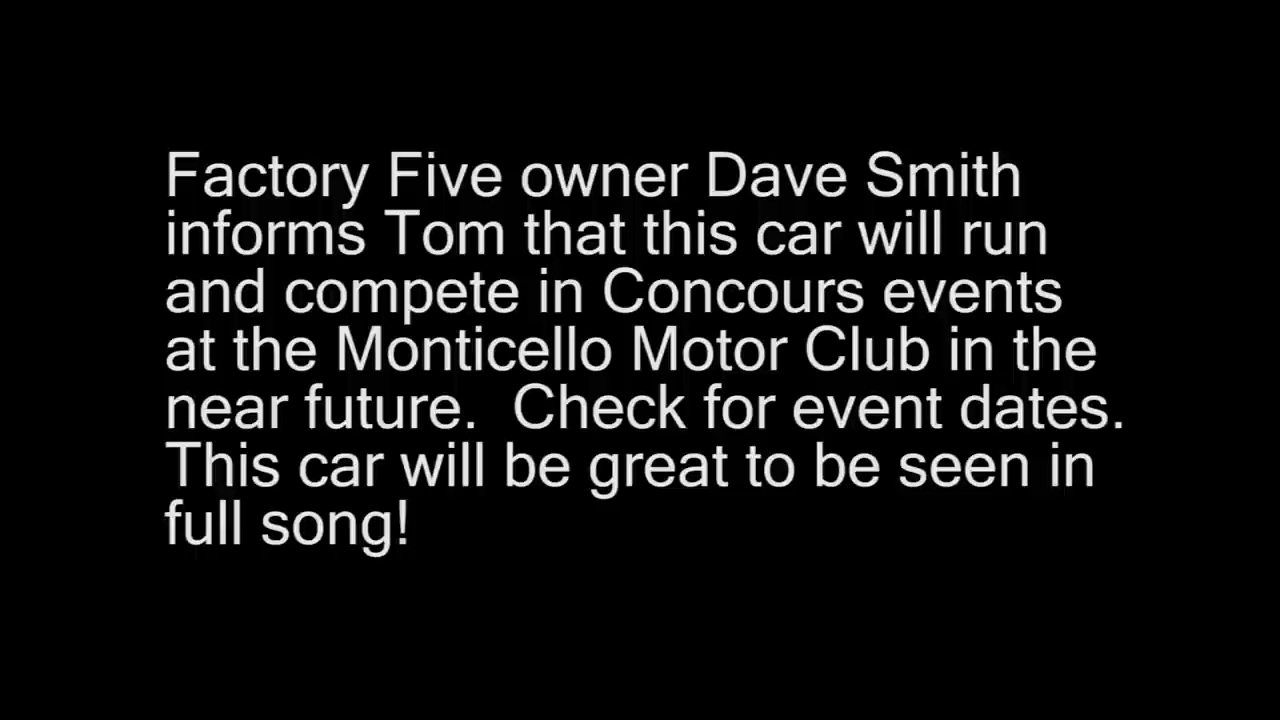 Factory Five owner Dave Smith
informs Tom that this car will run
and compete in Concours events
at the Monticello Motor Club in the
near future.  Check for event dates.
This car will be great to be seen in
full song!